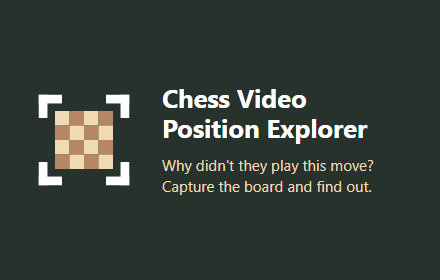 Chess Video
Position Explorer
Why didn't they play this move?
Capture the board and find out.